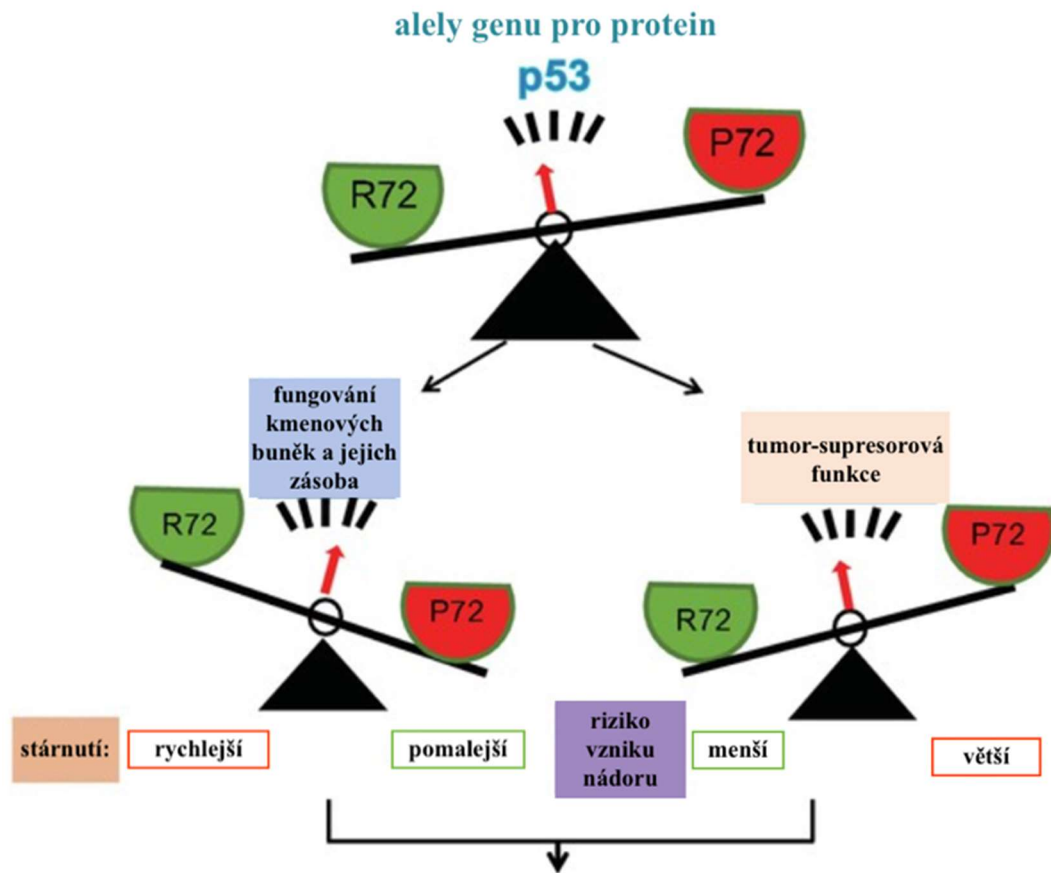 alely genu pro protein
p53
R72
P72
fungování
kmenových
buněk a jejich
zásoba
R72
P72
tumor-supresorová
funkce
R72
P72
stárnutí:
rychlejší
pomalejší
riziko
vzniku
nádoru
menší
větší